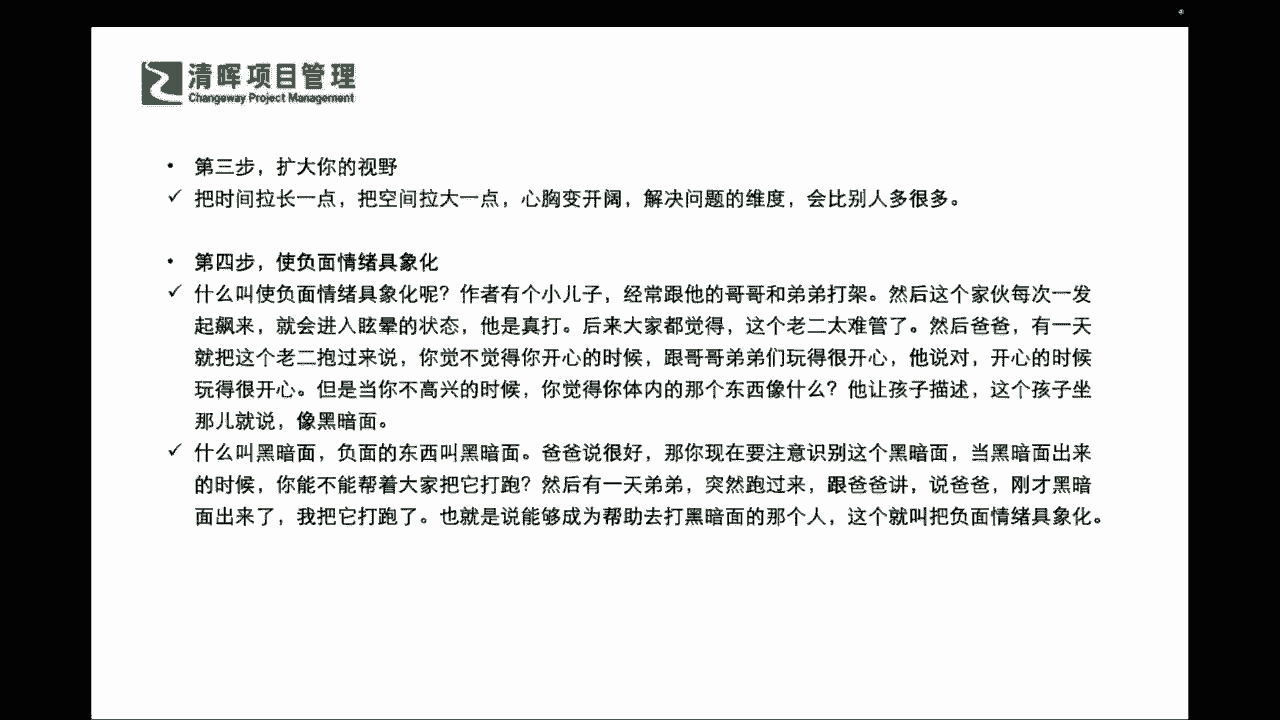 清晖项目管理
Changeway Project Management
• 第三步，扩大你的视野
✓ 把时间拉长一点，把空间拉大一点，心胸变开阔，解决问题的维度，会比别人多很多。
• 第四步，使负面情绪具象化
✓ 什么叫使负面情绪具象化呢？作者有个小儿子，经常跟他的哥哥和弟弟打架。然后这个家伙每次一发
起飙来，就会进入眩晕的状态，他是真打。后来大家都觉得，这个老二太难管了。然后爸爸，有一天
就把这个老二抱过来说，你觉不觉得你开心的时候，跟哥哥弟弟们玩得很开心，他说对，开心的时候
玩得很开心。但是当你不高兴的时候，你觉得你体内的那个东西像什么？他让孩子描述，这个孩子坐
那儿就说，像黑暗面。
✓ 什么叫黑暗面，负面的东西叫黑暗面。爸爸说很好，那你现在要注意识别这个黑暗面，当黑暗面出来
的时候，你能不能帮着大家把它打跑？然后有一天弟弟，突然跑过来，跟爸爸讲，说爸爸，刚才黑暗
面出来了，我把它打跑了。也就是说能够成为帮助去打黑暗面的那个人，这个就叫把负面情绪具象化。